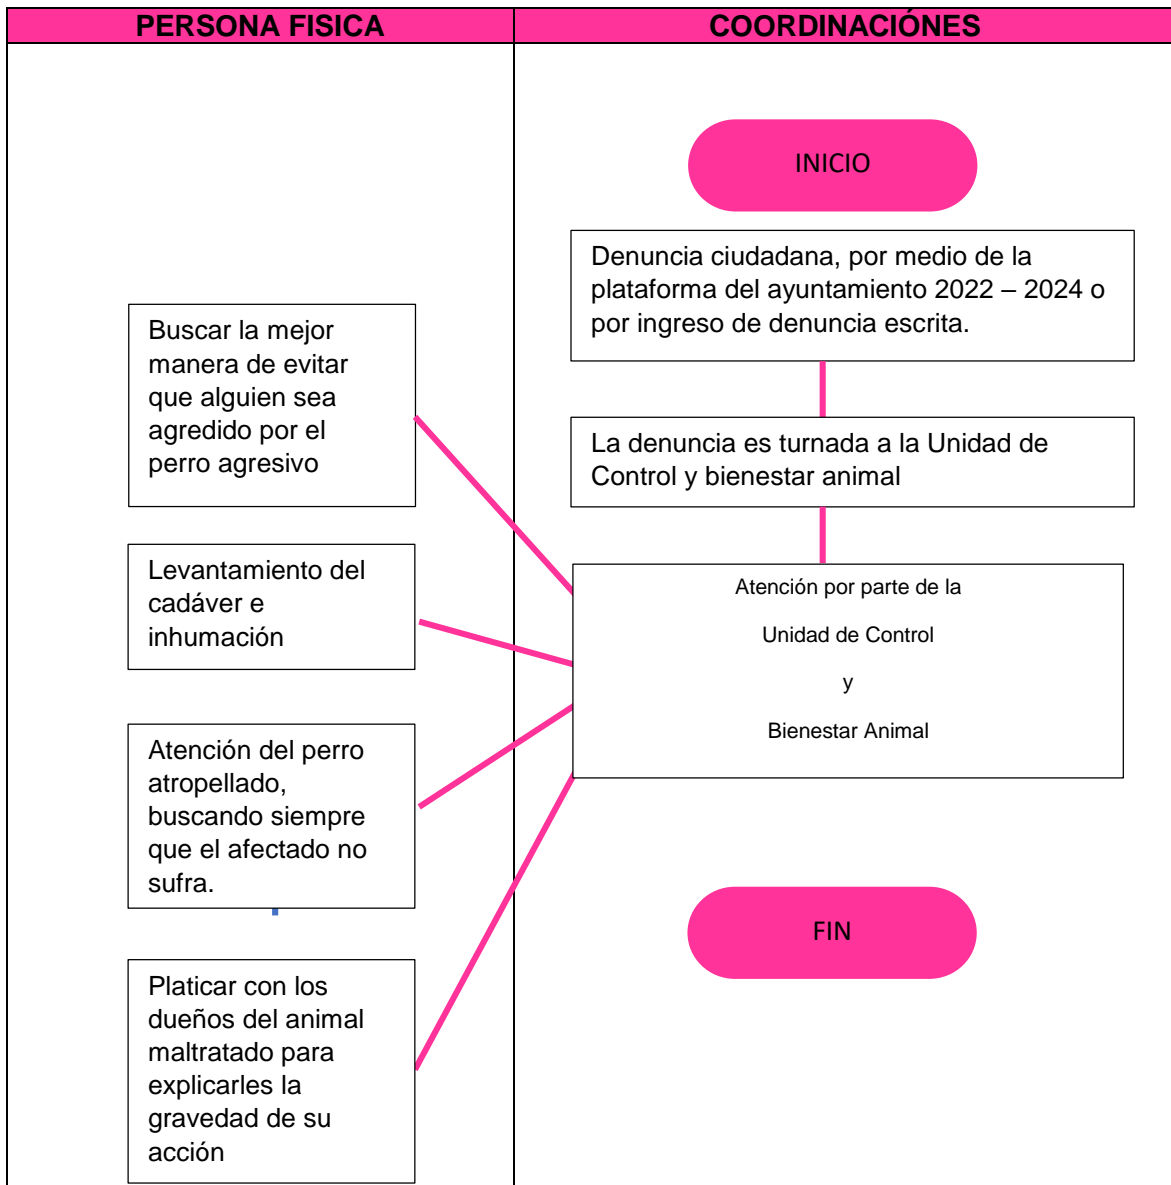 PERSONA FISICA
COORDINACIÓNES
INICIO
Denuncia ciudadana, por medio de la
plataforma del ayuntamiento 2022 – 2024 o
por ingreso de denuncia escrita.
La denuncia es turnada a la Unidad de
Control y bienestar animal
Atención por parte de la
Unidad de Control
y
Bienestar Animal
Buscar la mejor
manera de evitar
que alguien sea
agredido por el
perro agresivo
Levantamiento del
cadáver e
inhumación
Atención del perro
atropellado,
buscando siempre
que el afectado no
sufra.
Platicar con los
dueños del animal
maltratado para
explicarles la
gravedad de su
acción
FIN